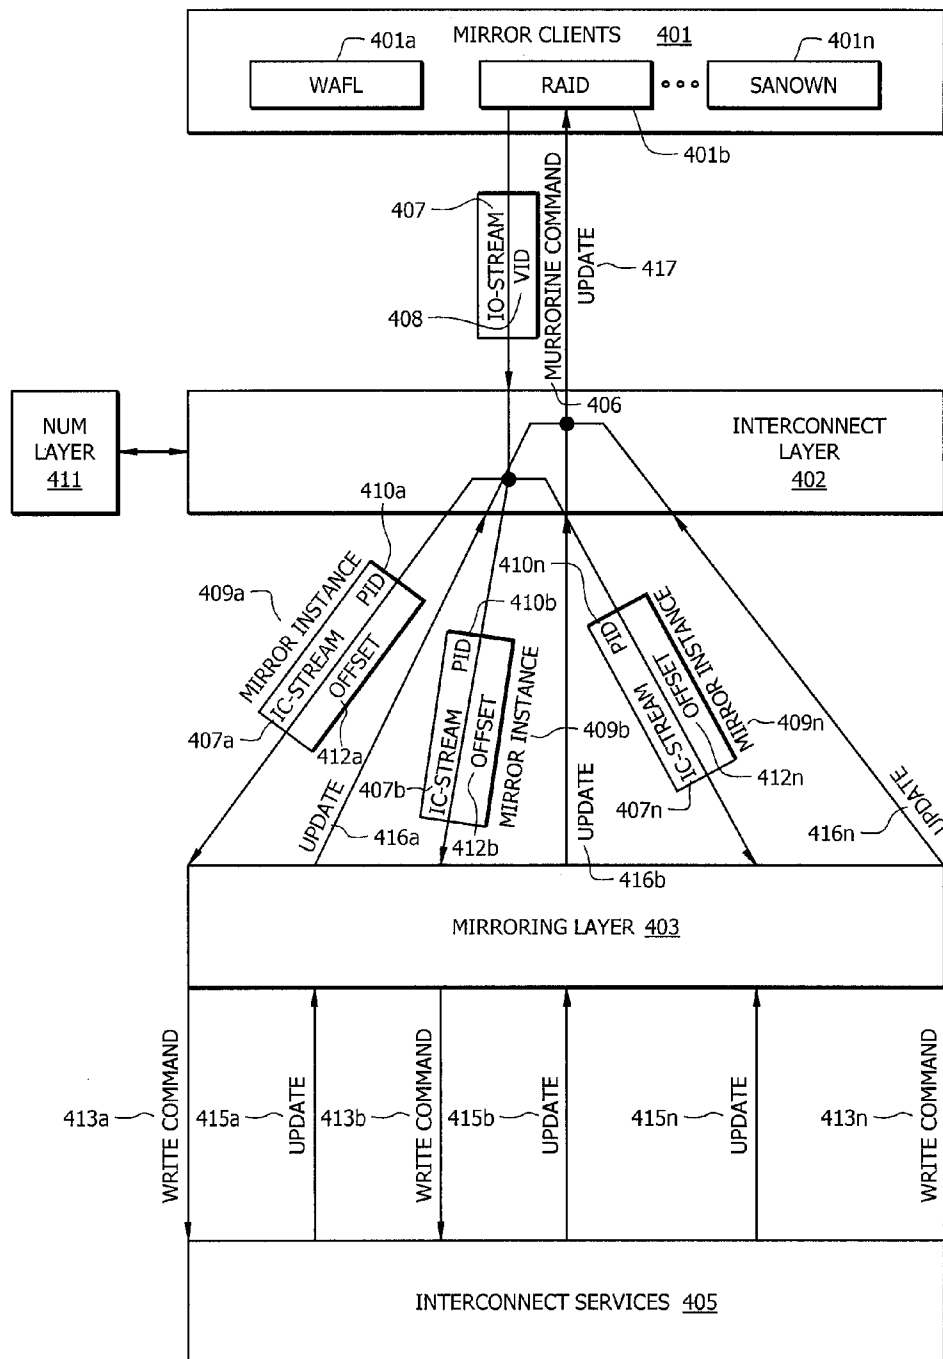 MIRROR CLIENTS 401
401a
401n
WAFL
RAID
SANOWN
401b
407
IO-STREAM
VID
408
MURRORINE COMMAND
UPDATE
417
406
NUM
LAYER
411
INTERCONNECT
LAYER
402
410a
409a
MIRROR INSTANCE
IC-STREAM
PID
OFFSET
407a
412a
UPDATE
416a
410b
IC-STREAM
PID
OFFSET
MIRROR INSTANCE
409b
407b
412b
UPDATE
416b
410n
PID
IC-STREAM
OFFSET
MIRROR INSTANCE
409n
407n
412n
UPDATE
416n
MIRRORING LAYER 403
413a
WRITE COMMAND
415a
UPDATE
413b
WRITE COMMAND
415b
UPDATE
415n
UPDATE
413n
WRITE COMMAND
INTERCONNECT SERVICES 405